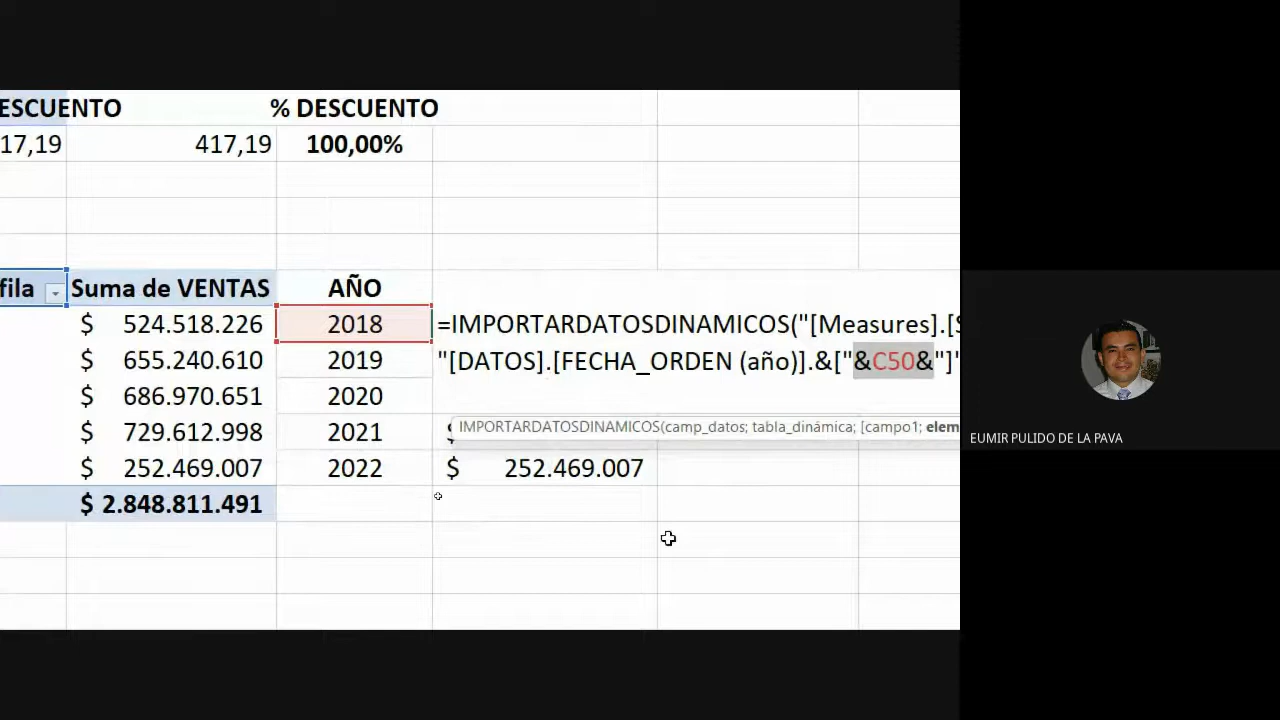 ESCUENTO % DESCUENTO
17,19 417,19 100,00%
fila Suma de VENTAS AÑO
$ 524.518.226 2018 =IMPORTARDATOSDINAMICOS("[Measures].[S
$ 655.240.610 2019 "[DATOS].[FECHA_ORDEN (año)].&["&C50&"]"
$ 686.970.651 2020
IMPORTARDATOSDINAMICOS(camp_datos; tabla_dinámica; [campo1; elem
$ 729.612.998 2021 $
$ 252.469.007 2022 $ 252.469.007
$ 2.848.811.491
EUMIR PULIDO DE LA PAVA